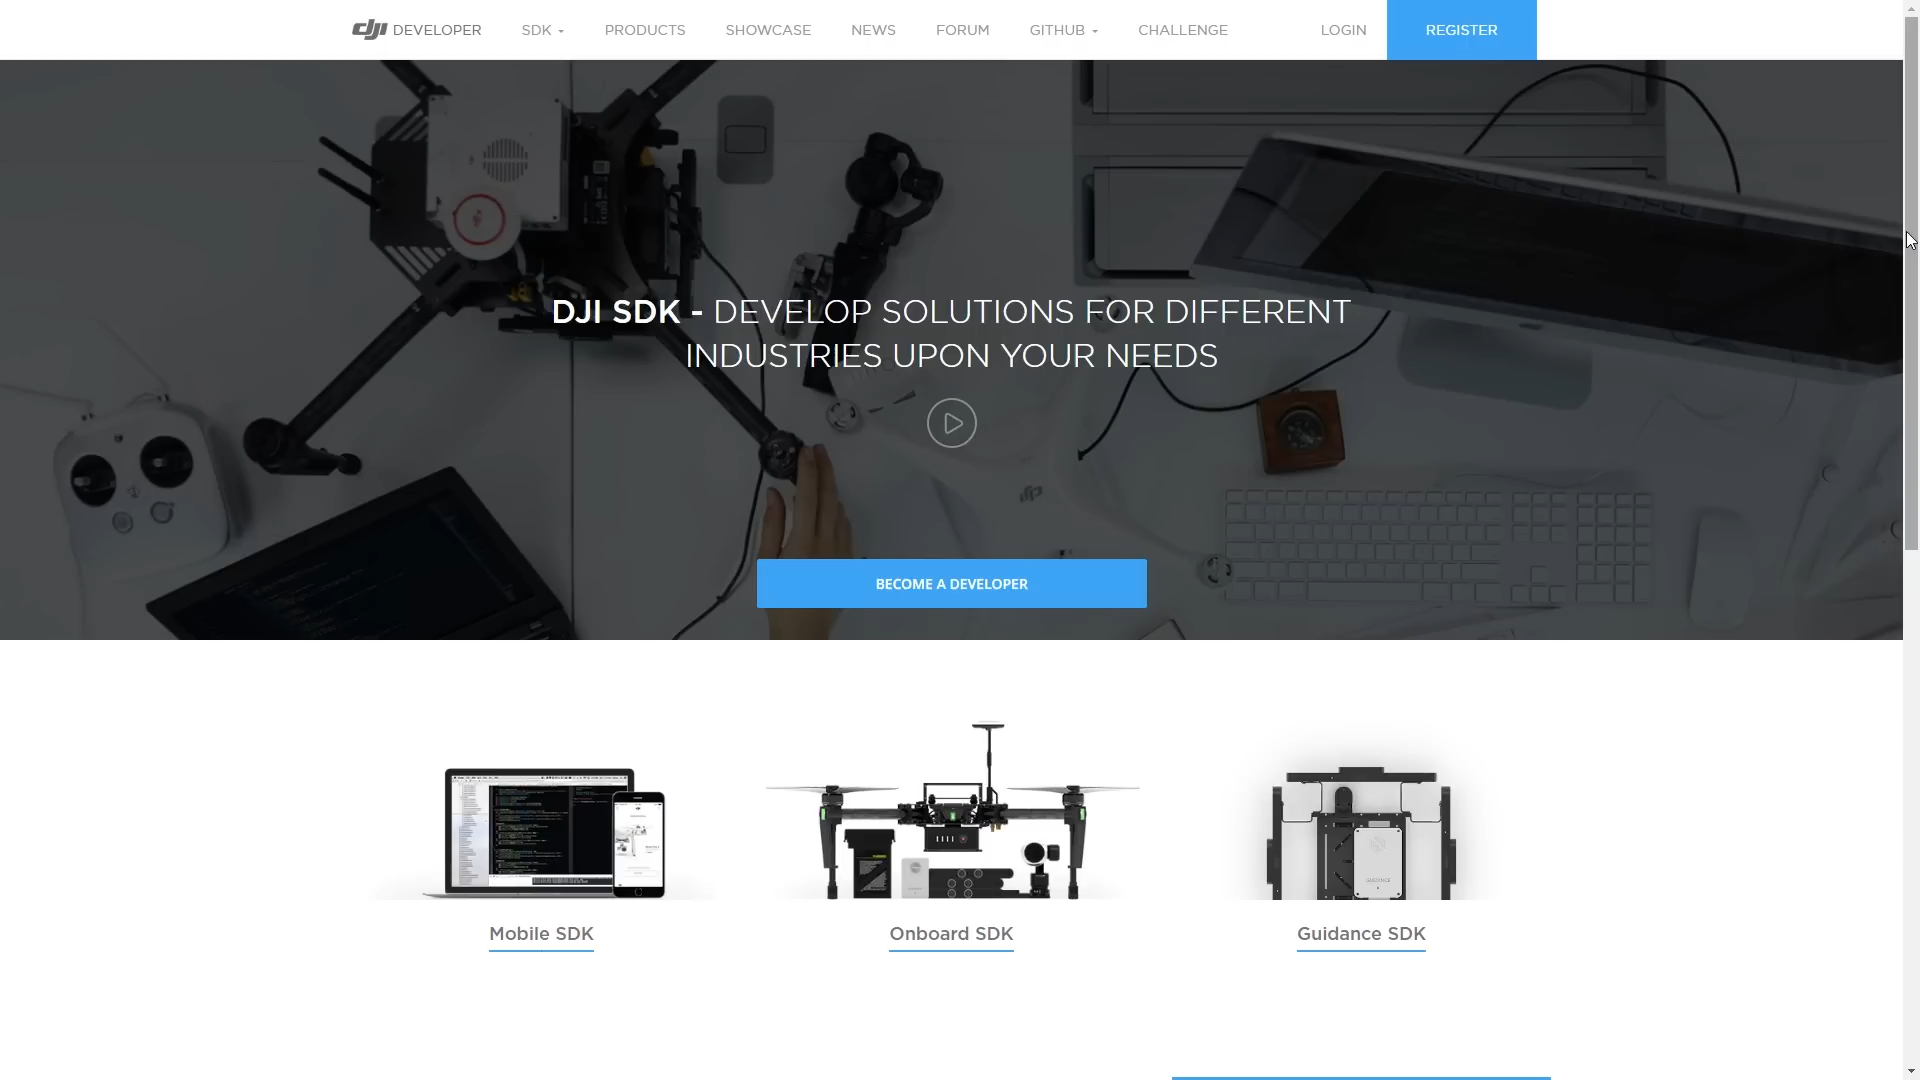 dji DEVELOPER SDK PRODUCTS SHOWCASE NEWS FORUM GITHUB CHALLENGE LOGIN REGISTER
DJI SDK - DEVELOP SOLUTIONS FOR DIFFERENT
INDUSTRIES UPON YOUR NEEDS
BECOME A DEVELOPER
Mobile SDK Onboard SDK Guidance SDK